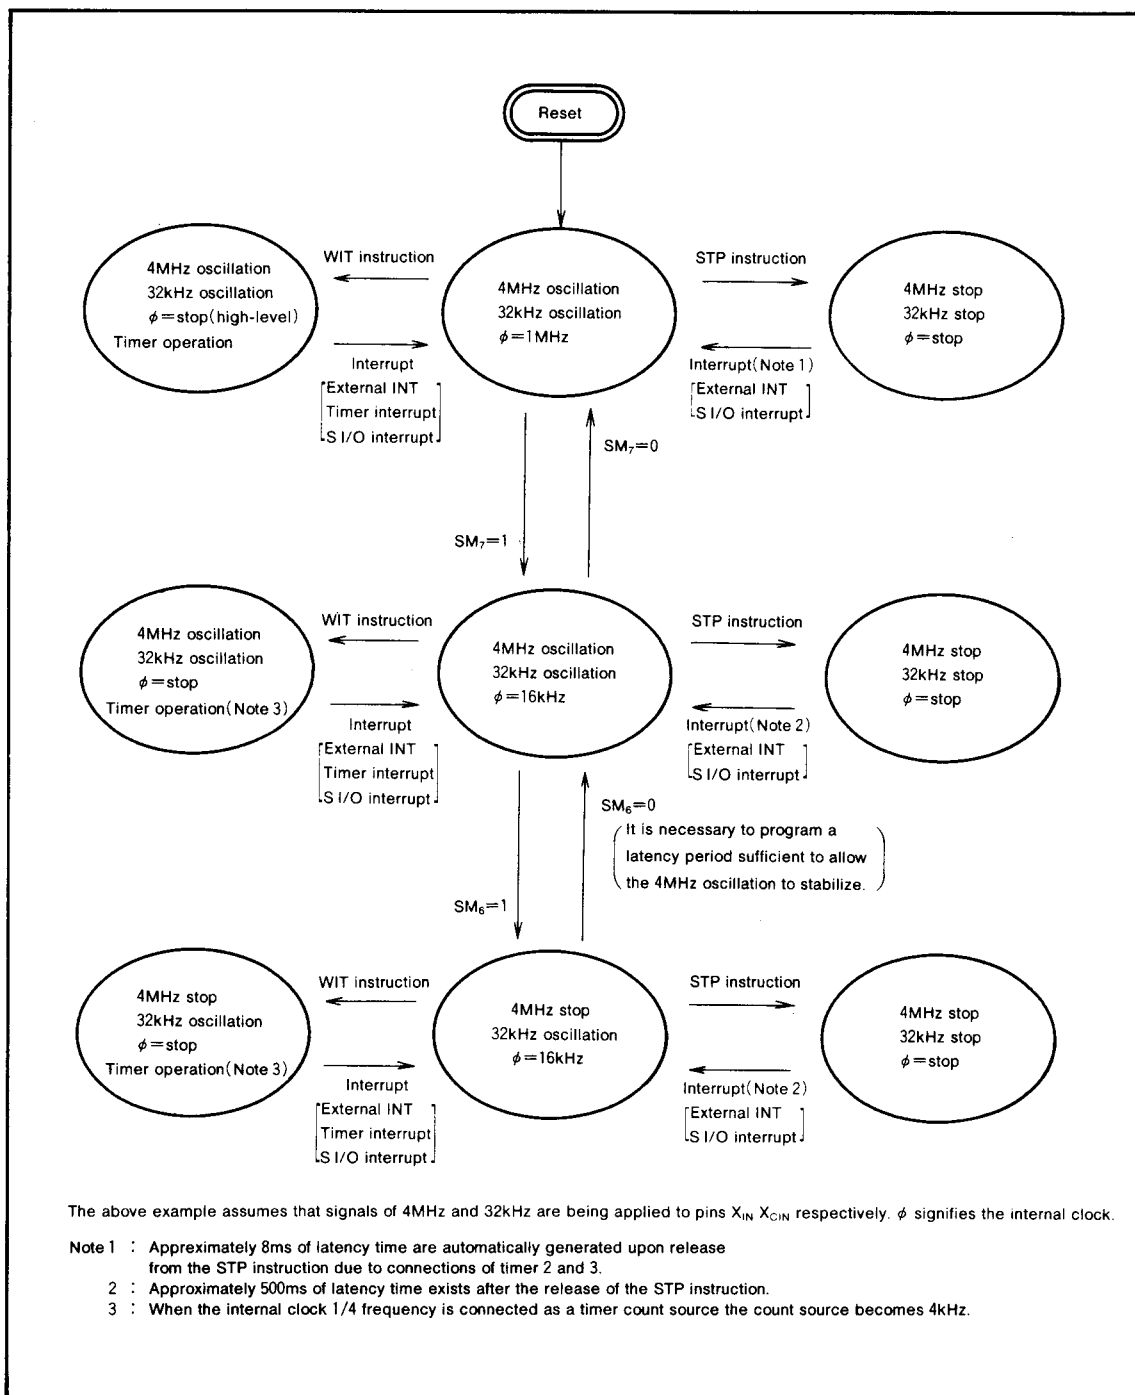 Reset
WIT instruction
STP instruction
4MHz oscillation
32kHz oscillation
φ=stop(high-level)
Timer operation
4MHz oscillation
32kHz oscillation
φ=1MHz
4MHz stop
32kHz stop
φ=stop
Interrupt
[External INT
Timer interrupt
S I/O interrupt]
Interrupt(Note 1)
[External INT
S I/O interrupt]
SM₇=0
SM₇=1
WIT instruction
STP instruction
4MHz oscillation
32kHz oscillation
φ=stop
Timer operation(Note 3)
4MHz oscillation
32kHz oscillation
φ=16kHz
4MHz stop
32kHz stop
φ=stop
Interrupt
[External INT
Timer interrupt
S I/O interrupt]
Interrupt(Note 2)
[External INT
S I/O interrupt]
SM₆=0
(It is necessary to program a
latency period sufficient to allow
the 4MHz oscillation to stabilize.)
SM₆=1
WIT instruction
STP instruction
4MHz stop
32kHz oscillation
φ=stop
Timer operation(Note 3)
4MHz stop
32kHz oscillation
φ=16kHz
4MHz stop
32kHz stop
φ=stop
Interrupt
[External INT
Timer interrupt
S I/O interrupt]
Interrupt(Note 2)
[External INT
S I/O interrupt]
The above example assumes that signals of 4MHz and 32kHz are being applied to pins X_IN X_CIN respectively. φ signifies the internal clock.
Note 1 : Appreximately 8ms of latency time are automatically generated upon release
from the STP instruction due to connections of timer 2 and 3.
2 : Approximately 500ms of latency time exists after the release of the STP instruction.
3 : When the internal clock 1/4 frequency is connected as a timer count source the count source becomes 4kHz.